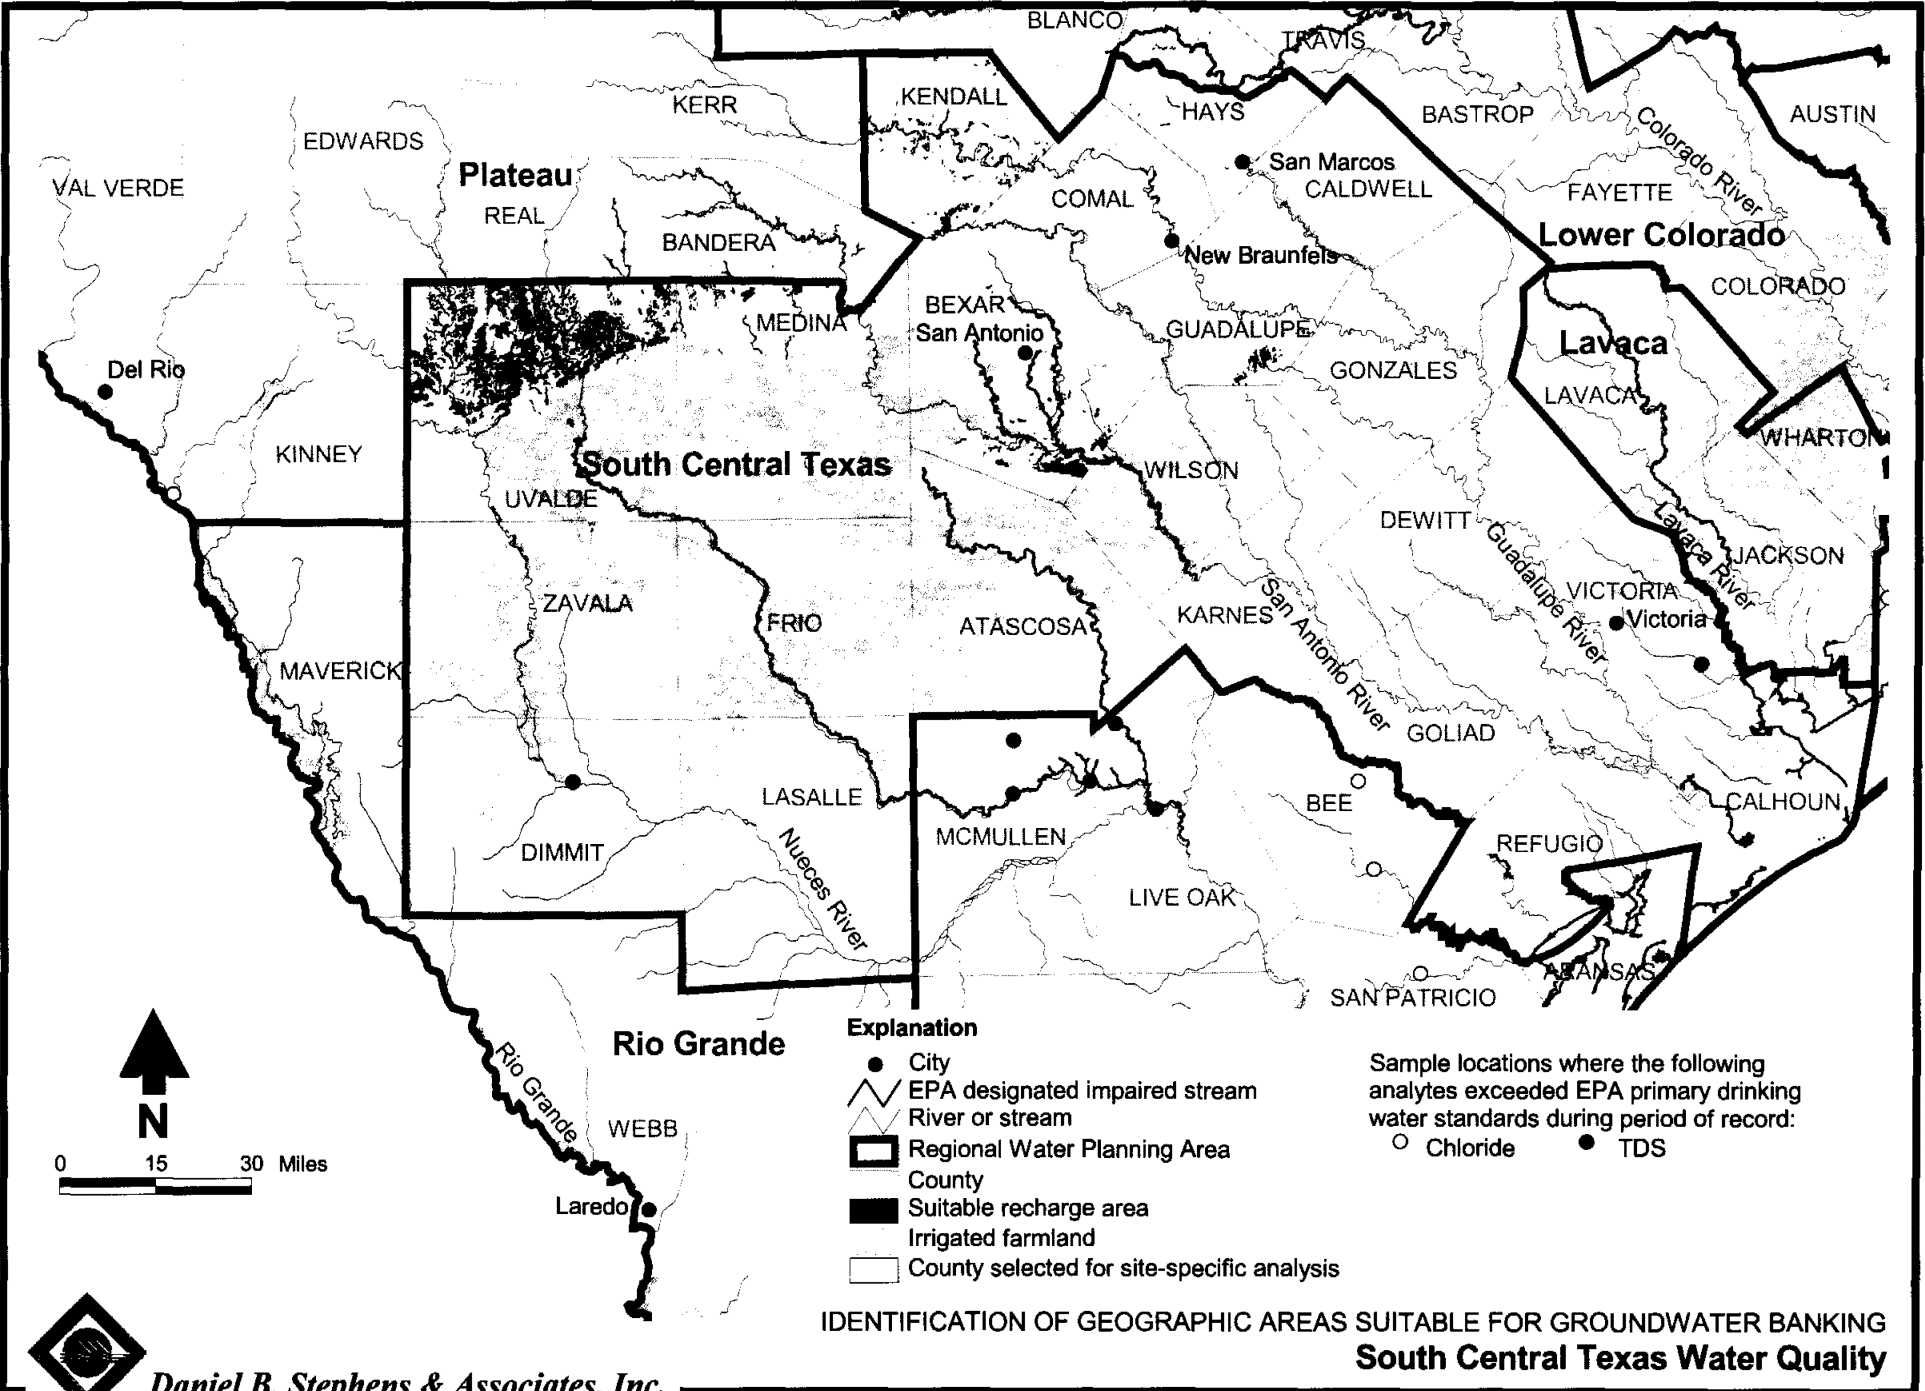 BLANCO
TRAVIS
KERR
KENDALL
HAYS
BASTROP
AUSTIN
EDWARDS
Colorado River
Plateau
San Marcos
VAL VERDE
COMAL
CALDWELL
FAYETTE
REAL
BANDERA
New Braunfels
Lower Colorado
COLORADO
BEXAR
MEDINA
San Antonio
GUADALUPE
Lavaca
Del Rio
GONZALES
LAVACA
WHARTON
KINNEY
South Central Texas
WILSON
UVALDE
DEWITT
Guadalupe River
Lavaca River
JACKSON
ZAVALA
FRIO
ATASCOSA
KARNES
San Antonio River
VICTORIA
Victoria
MAVERICK
GOLIAD
LASALLE
BEE
CALHOUN
DIMMIT
Nueces River
MCMULLEN
REFUGIO
LIVE OAK
ARANSAS
SAN PATRICIO
Rio Grande
Rio Grande
WEBB
Laredo
N
0 15 30 Miles
Explanation
City
EPA designated impaired stream
River or stream
Regional Water Planning Area
County
Suitable recharge area
Irrigated farmland
County selected for site-specific analysis
Sample locations where the following
analytes exceeded EPA primary drinking
water standards during period of record:
Chloride TDS
IDENTIFICATION OF GEOGRAPHIC AREAS SUITABLE FOR GROUNDWATER BANKING
South Central Texas Water Quality
Daniel B. Stephens & Associates, Inc.